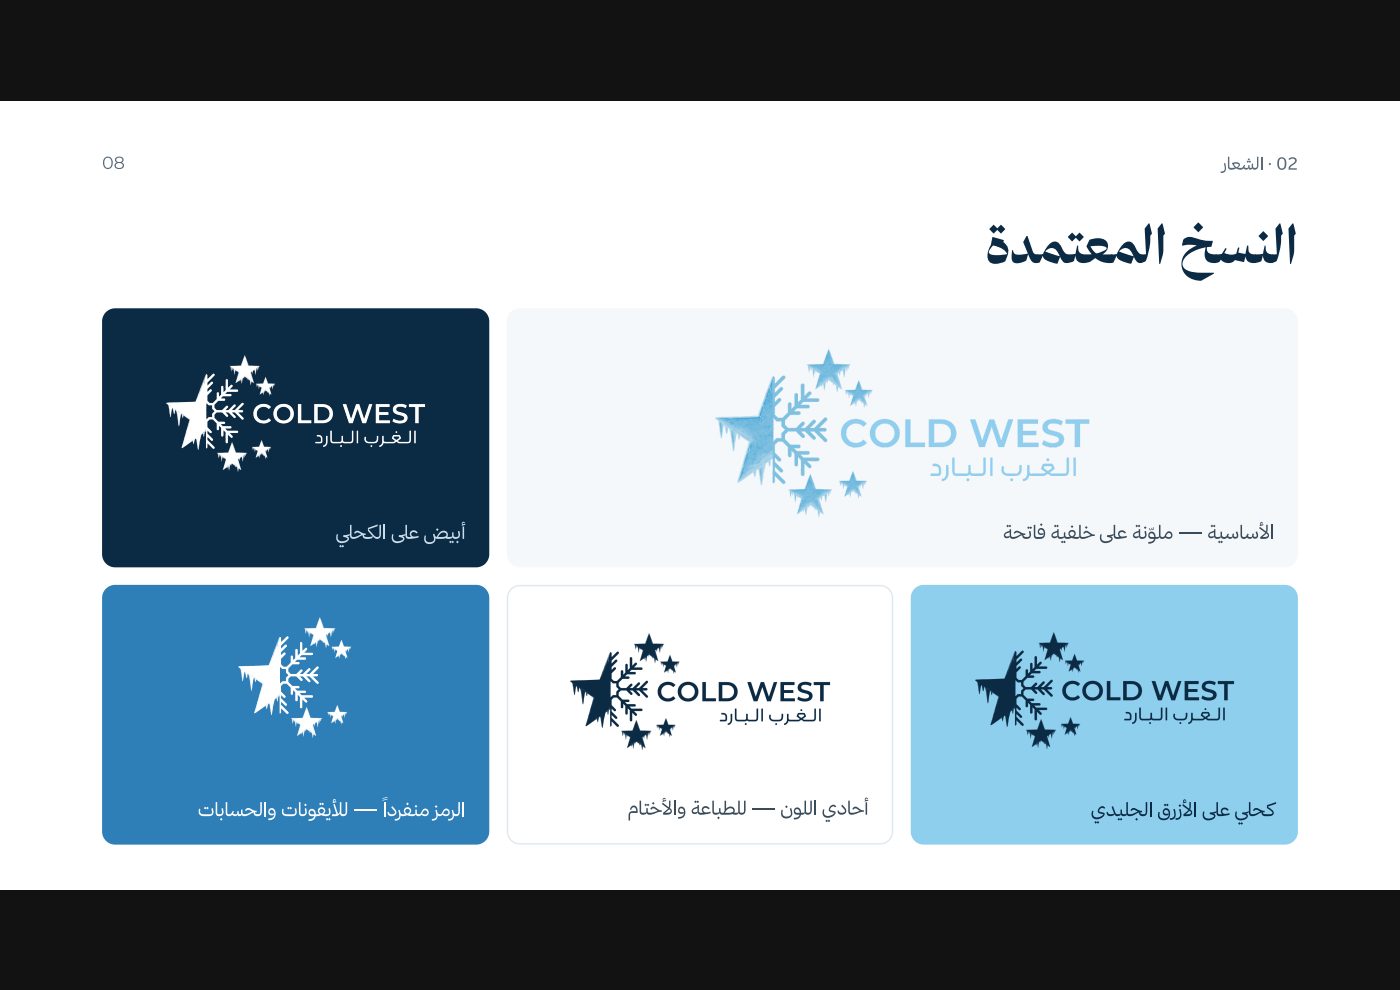 02 · الشعار
08
النسخ المعتمدة
COLD WEST
الغرب البارد
الأساسية — ملوّنة على خلفية فاتحة
COLD WEST
الغرب البارد
أبيض على الكحلي
COLD WEST
الغرب البارد
كحلي على الأزرق الجليدي
COLD WEST
الغرب البارد
أحادي اللون — للطباعة والأختام
الرمز منفرداً — للأيقونات والحسابات